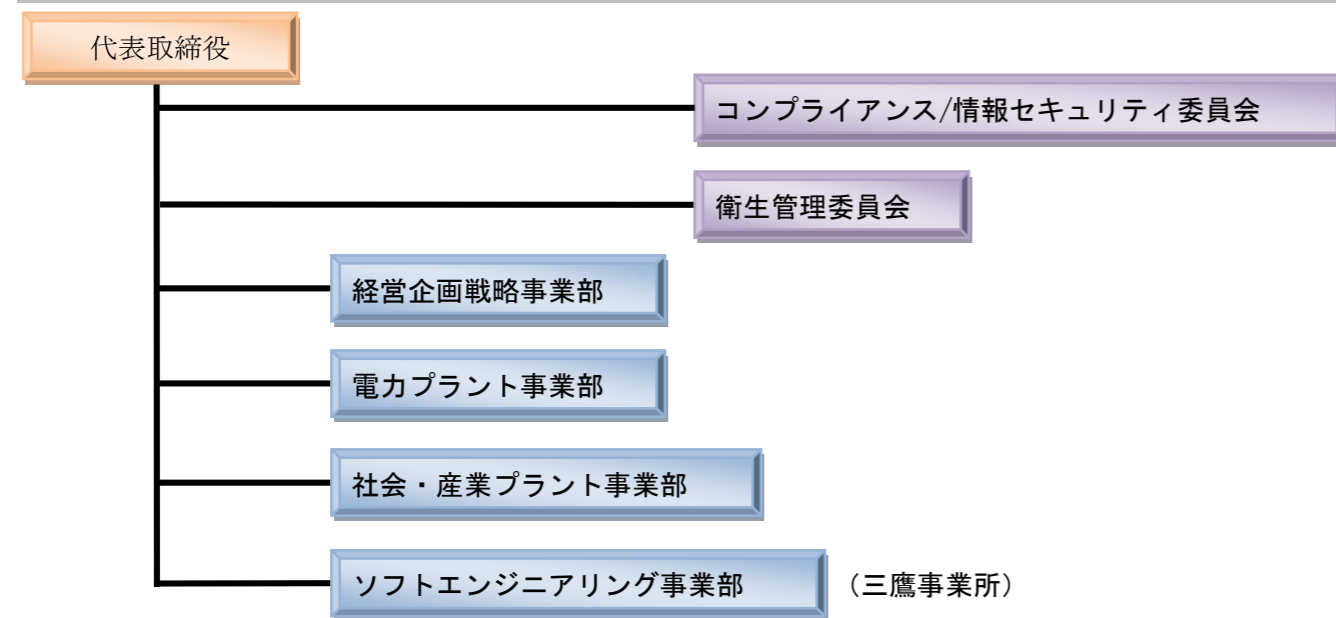 代表取締役
コンプライアンス/情報セキュリティ委員会
衛生管理委員会
経営企画戦略事業部
電力プラント事業部
社会・産業プラント事業部
ソフトエンジニアリング事業部 （三鷹事業所）